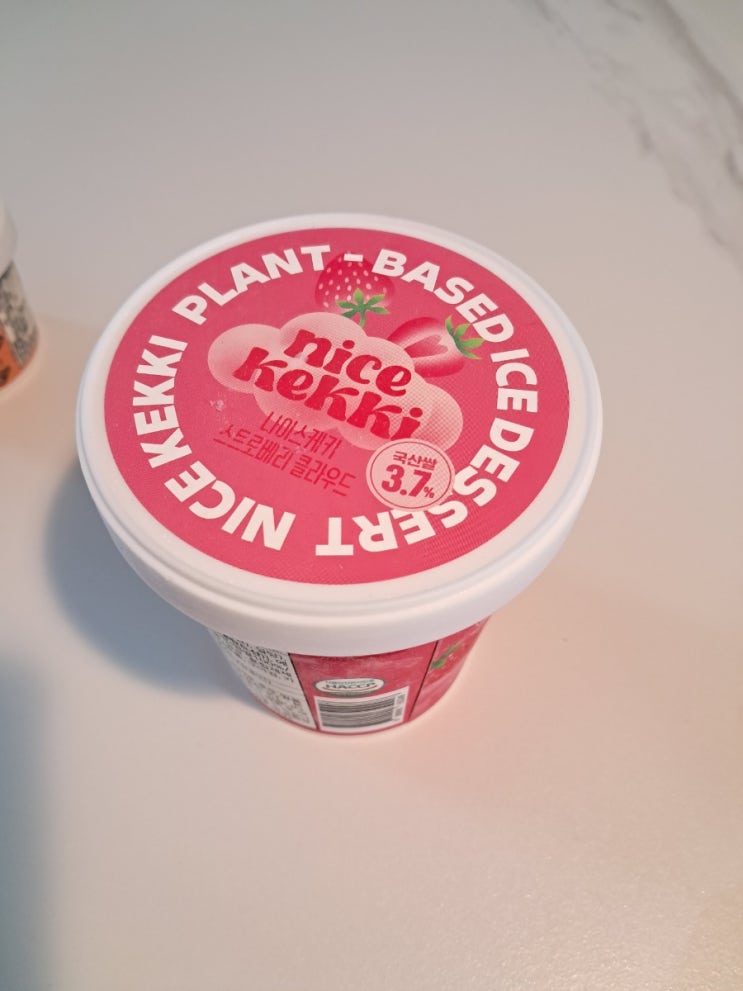 NICE KEKKI PLANT-BASED ICE DESSERT
nice
kekki
나이스케키
스트로베리 클라우드
국산쌀
3.7%
HACCP